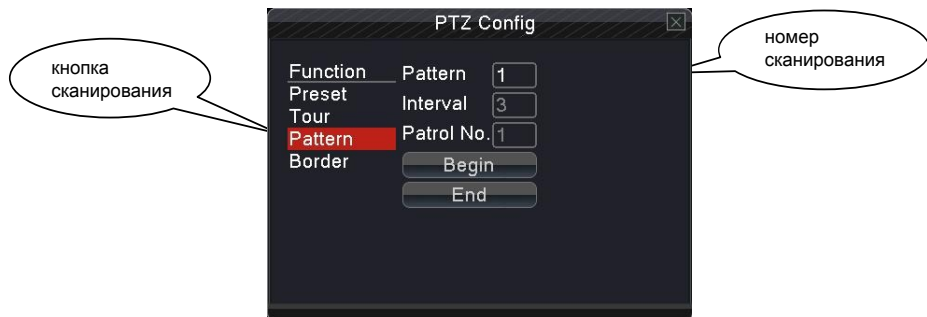 PTZ Config
кнопка
сканирования
номер
сканирования
Function
Preset
Tour
Pattern
Border
Pattern 1
Interval 3
Patrol No. 1
Begin
End